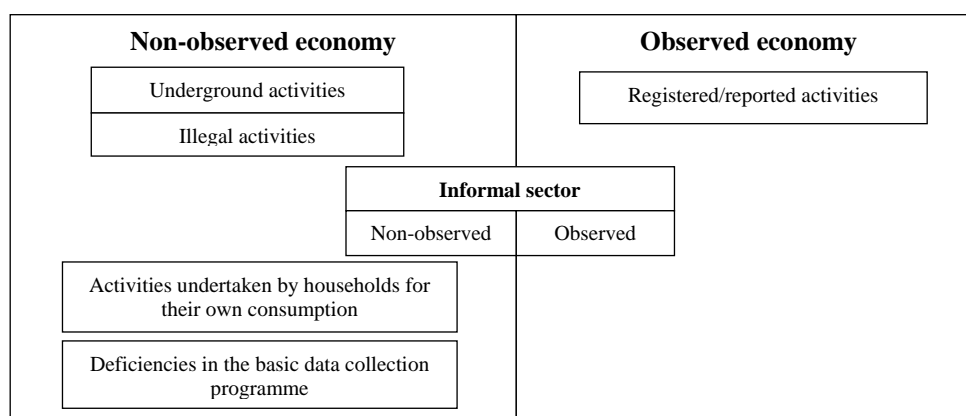 Non-observed economy
Observed economy
Underground activities
Registered/reported activities
Illegal activities
Informal sector
Non-observed
Observed
Activities undertaken by households for
their own consumption
Deficiencies in the basic data collection
programme